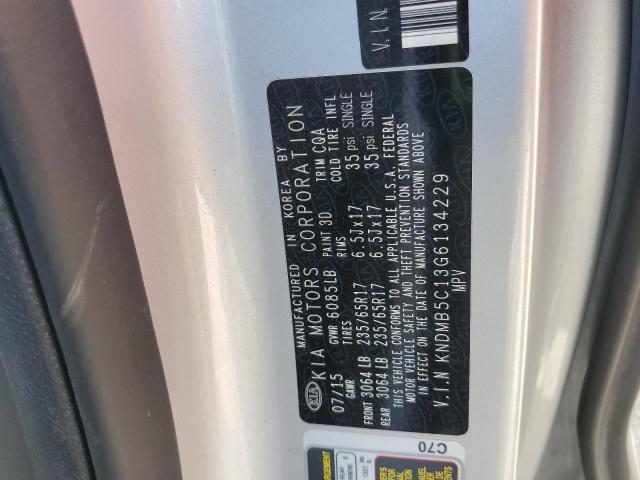 V.I.N.
MANUFACTURED IN KOREA BY
KIA KIA MOTORS CORPORATION
07/15 GVWR 6085LB PAINT 3D TRIM CQA
GAWR TIRES RIMS COLD TIRE INFL
FRONT 3064 LB 235/65R17 6.5Jx17 35 psi SINGLE
REAR 3064 LB 235/65R17 6.5Jx17 35 psi SINGLE
THIS VEHICLE CONFORMS TO ALL APPLICABLE U.S.A. FEDERAL
MOTOR VEHICLE SAFETY AND THEFT PREVENTION STANDARDS
IN EFFECT ON THE DATE OF MANUFACTURE SHOWN ABOVE
V.I.N KNDMB5C13G6134229
MPV
C70